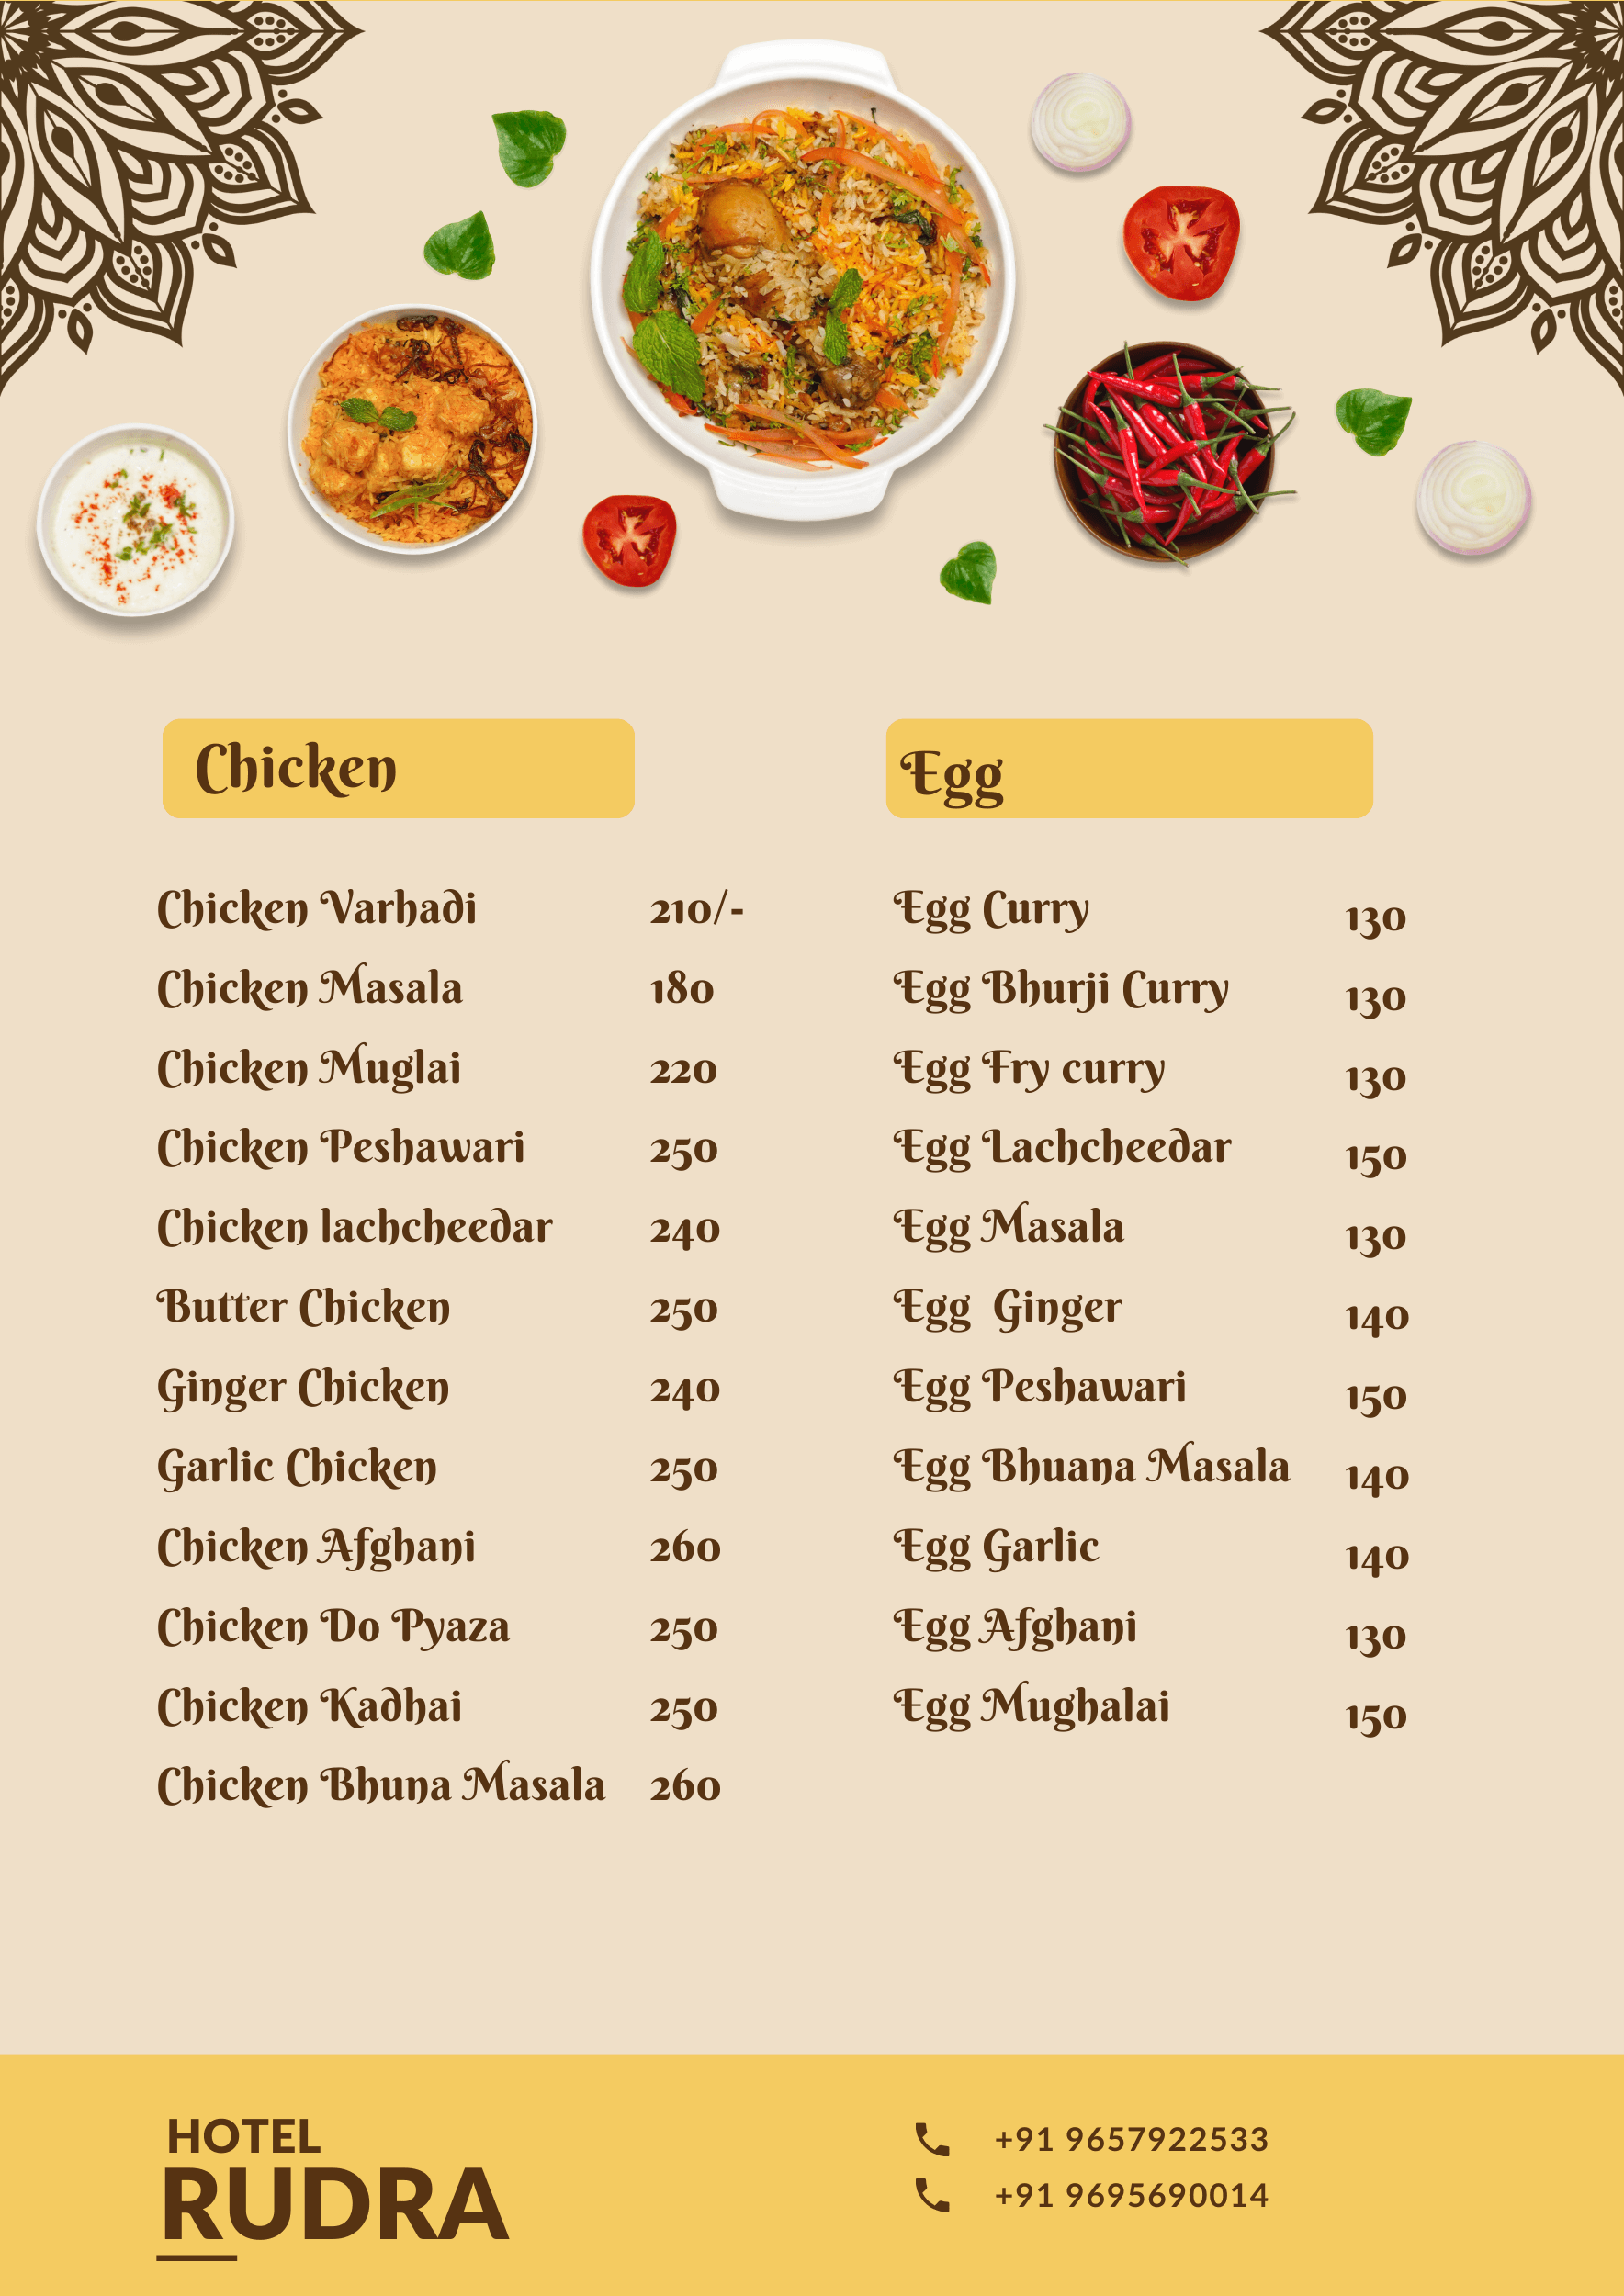 Chicken
Chicken Varhadi 210/-
Chicken Masala 180
Chicken Muglai 220
Chicken Peshawari 250
Chicken lachcheedar 240
Butter Chicken 250
Ginger Chicken 240
Garlic Chicken 250
Chicken Afghani 260
Chicken Do Pyaza 250
Chicken Kadhai 250
Chicken Bhuna Masala 260
Egg
Egg Curry 130
Egg Bhurji Curry 130
Egg Fry curry 130
Egg Lachcheedar 150
Egg Masala 130
Egg Ginger 140
Egg Peshawari 150
Egg Bhuana Masala 140
Egg Garlic 140
Egg Afghani 130
Egg Mughalai 150
HOTEL
RUDRA
+91 9657922533
+91 9695690014